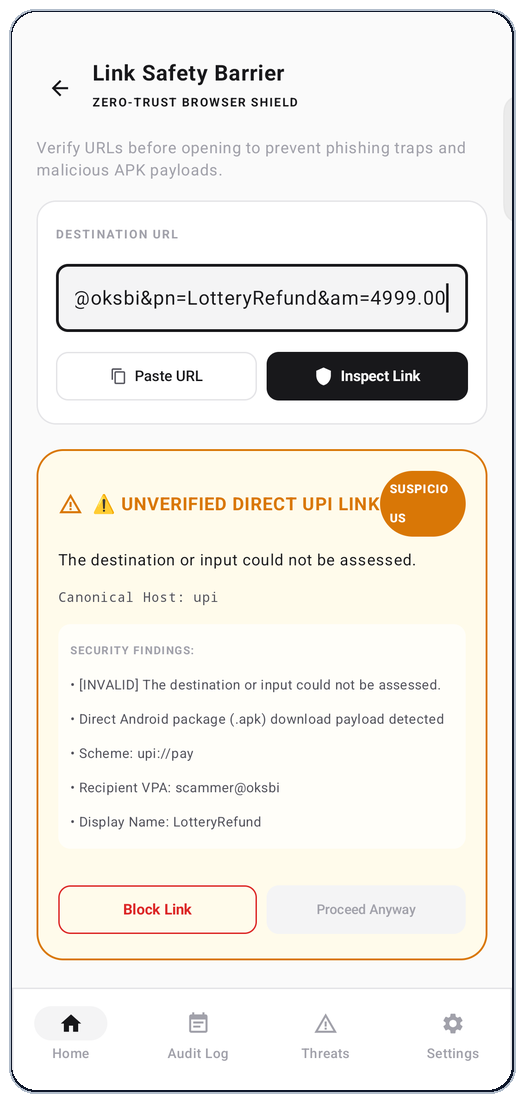 Link Safety Barrier
ZERO-TRUST BROWSER SHIELD
Verify URLs before opening to prevent phishing traps and
malicious APK payloads.
DESTINATION URL
@oksbi&pn=LotteryRefund&am=4999.00
Paste URL
Inspect Link
⚠️ UNVERIFIED DIRECT UPI LINK
SUSPICIO
US
The destination or input could not be assessed.
Canonical Host: upi
SECURITY FINDINGS:
• [INVALID] The destination or input could not be assessed.
• Direct Android package (.apk) download payload detected
• Scheme: upi://pay
• Recipient VPA: scammer@oksbi
• Display Name: LotteryRefund
Block Link
Proceed Anyway
Home
Audit Log
Threats
Settings